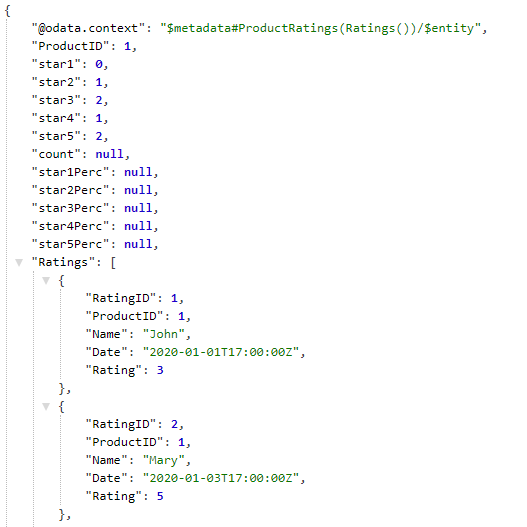 {
"@odata.context": "$metadata#ProductRatings(Ratings())/$entity",
"ProductID": 1,
"star1": 0,
"star2": 1,
"star3": 2,
"star4": 1,
"star5": 2,
"count": null,
"star1Perc": null,
"star2Perc": null,
"star3Perc": null,
"star4Perc": null,
"star5Perc": null,
"Ratings": [
{
"RatingID": 1,
"ProductID": 1,
"Name": "John",
"Date": "2020-01-01T17:00:00Z",
"Rating": 3
},
{
"RatingID": 2,
"ProductID": 1,
"Name": "Mary",
"Date": "2020-01-03T17:00:00Z",
"Rating": 5
},